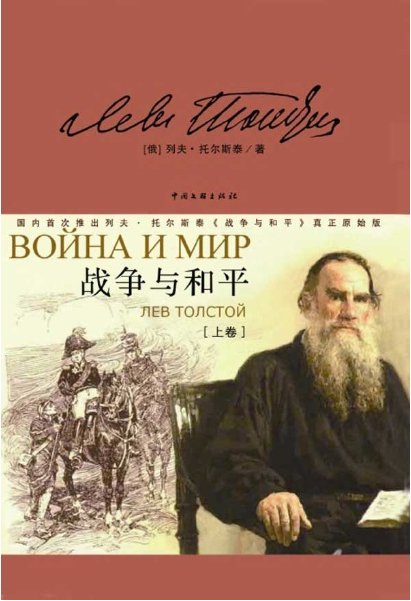 Лев Толстой
[俄] 列夫·托尔斯泰/著
中国文联出版社
国内首次推出列夫·托尔斯泰《战争与和平》真正原始版
ВОЙНА И МИР
战争与和平
ЛЕВ ТОЛСТОЙ
[上卷]